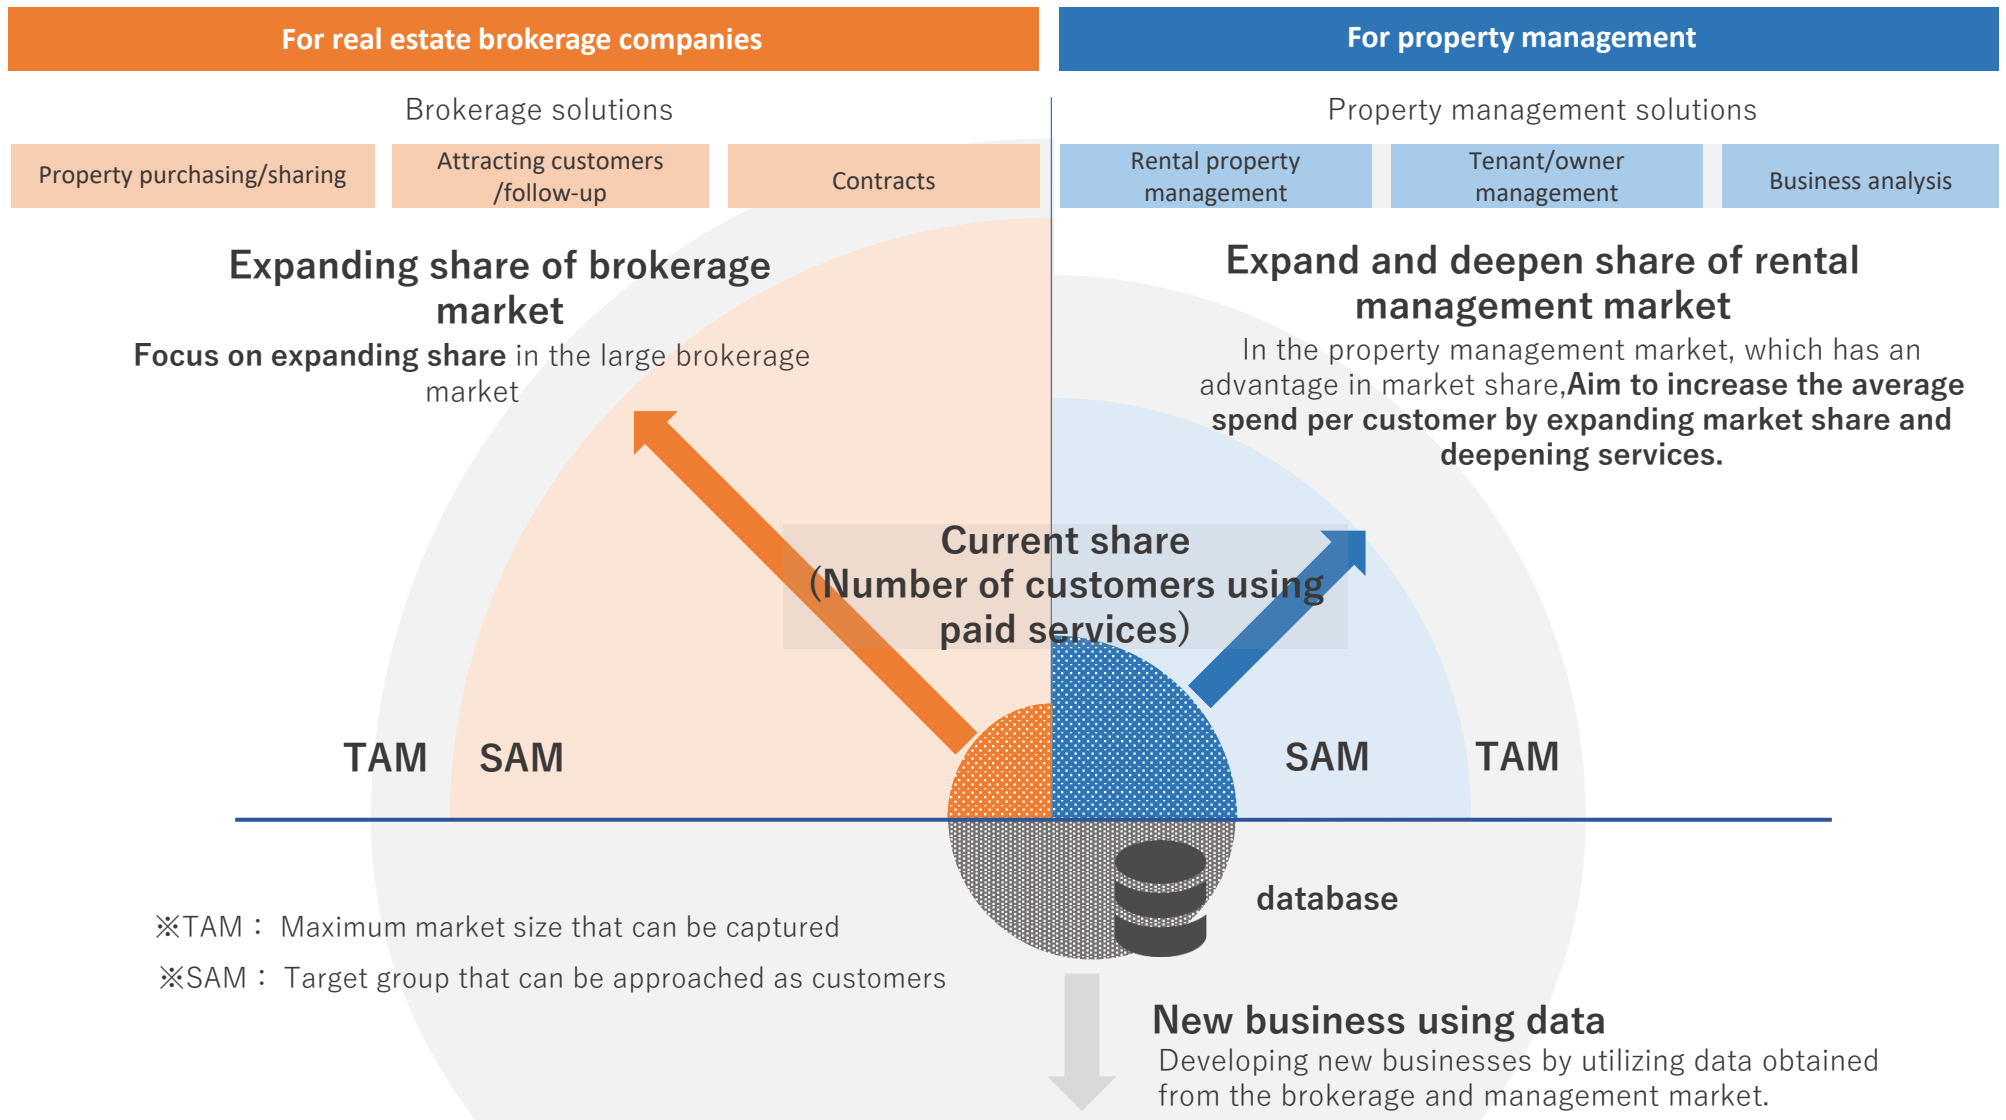 For real estate brokerage companies
For property management
Brokerage solutions
Property management solutions
Property purchasing/sharing
Attracting customers
/follow-up
Contracts
Rental property
management
Tenant/owner
management
Business analysis
Expanding share of brokerage
market
Focus on expanding share in the large brokerage
market
Expand and deepen share of rental
management market
In the property management market, which has an
advantage in market share,Aim to increase the average
spend per customer by expanding market share and
deepening services.
Current share
(Number of customers using
paid services)
TAM
SAM
SAM
TAM
database
※TAM： Maximum market size that can be captured
※SAM： Target group that can be approached as customers
New business using data
Developing new businesses by utilizing data obtained
from the brokerage and management market.